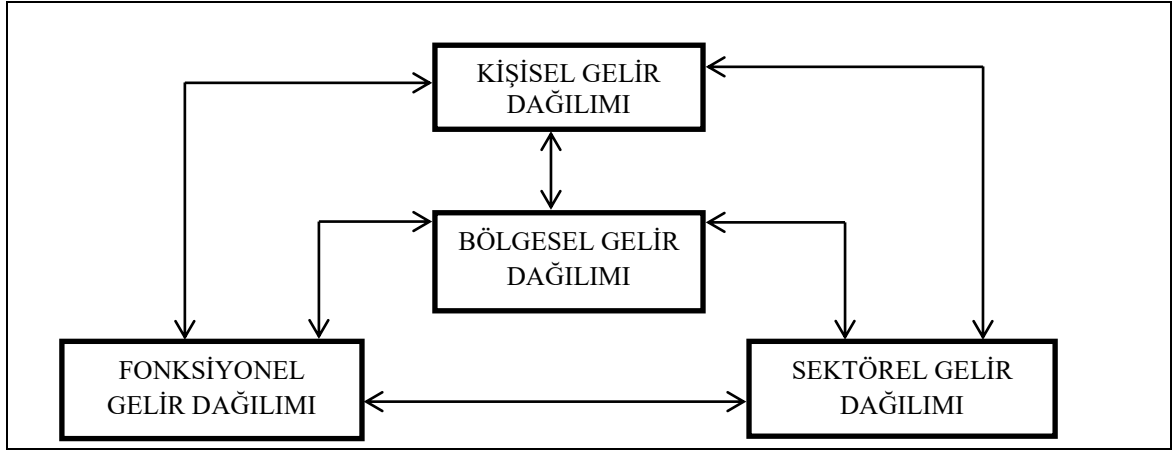 KİŞİSEL GELİR
DAĞILIMI
BÖLGESEL GELİR
DAĞILIMI
FONKSİYONEL
GELİR DAĞILIMI
SEKTÖREL GELİR
DAĞILIMI